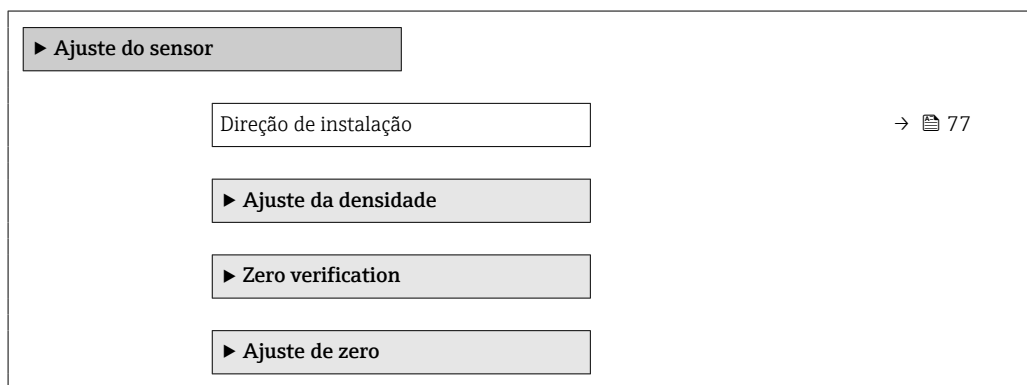 ▶ Ajuste do sensor
Direção de instalação → 77
▶ Ajuste da densidade
▶ Zero verification
▶ Ajuste de zero